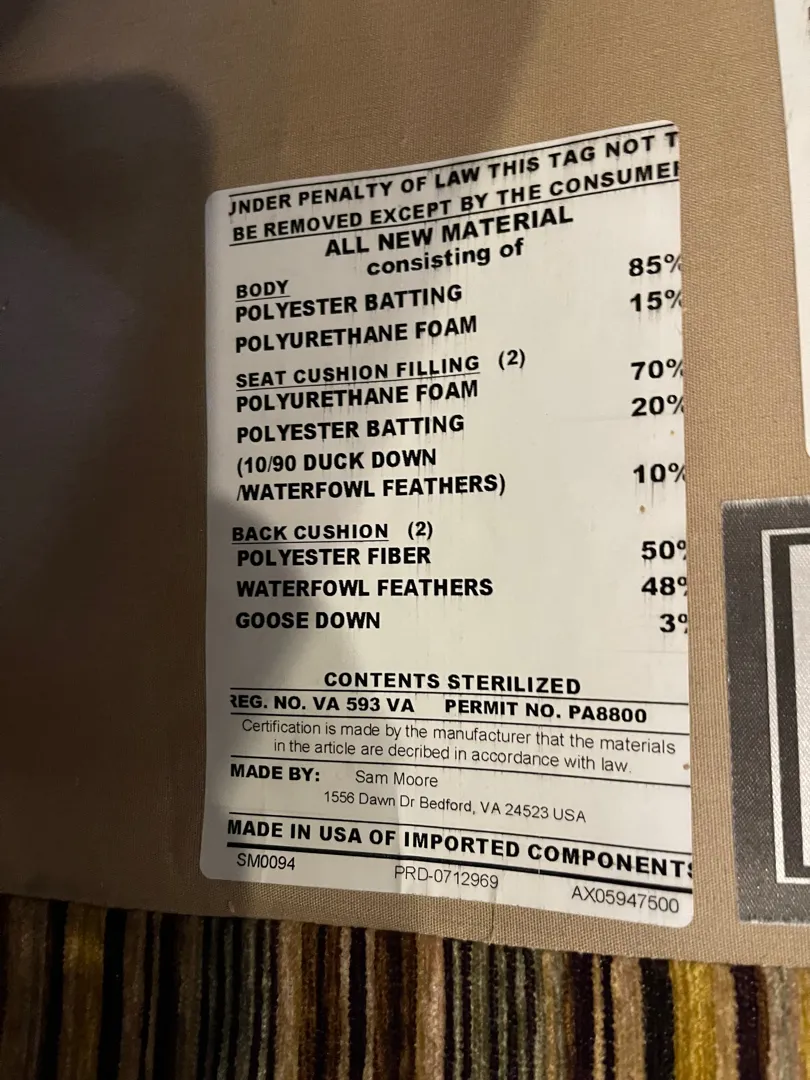 UNDER PENALTY OF LAW THIS TAG NOT T
BE REMOVED EXCEPT BY THE CONSUMER
ALL NEW MATERIAL
consisting of
BODY
POLYESTER BATTING 85%
POLYURETHANE FOAM 15%
SEAT CUSHION FILLING (2)
POLYURETHANE FOAM 70%
POLYESTER BATTING 20%
(10/90 DUCK DOWN
/WATERFOWL FEATHERS) 10%
BACK CUSHION (2)
POLYESTER FIBER 50%
WATERFOWL FEATHERS 48%
GOOSE DOWN 3%
CONTENTS STERILIZED
REG. NO. VA 593 VA PERMIT NO. PA8800
Certification is made by the manufacturer that the materials
in the article are decribed in accordance with law.
MADE BY: Sam Moore
1556 Dawn Dr Bedford, VA 24523 USA
MADE IN USA OF IMPORTED COMPONENTS
SM0094 PRD-0712969 AX05947500